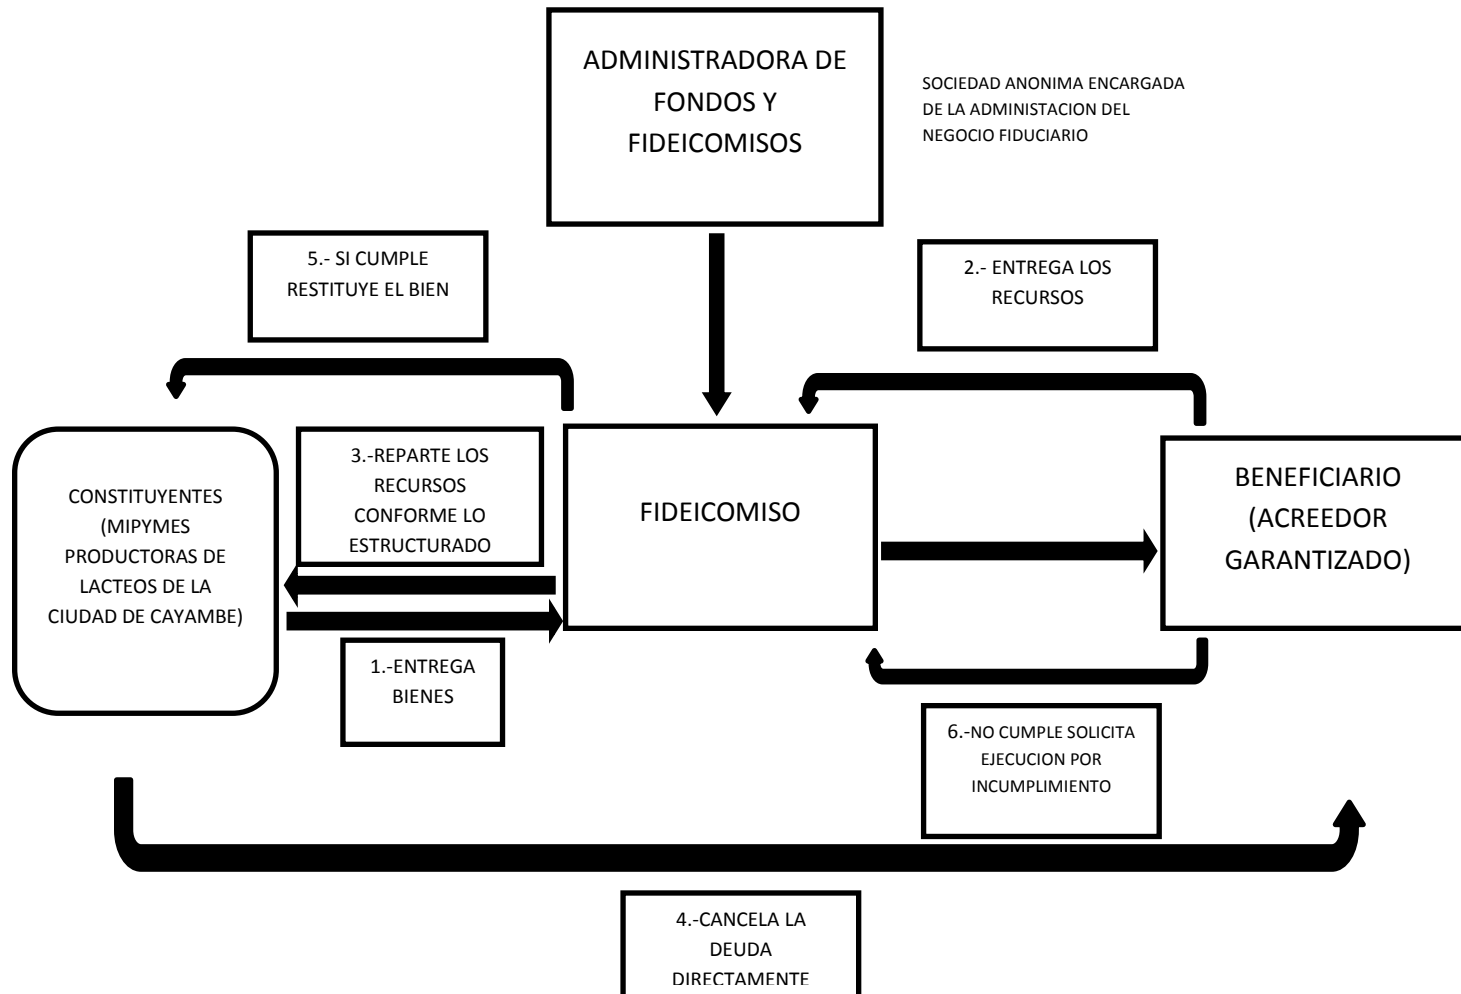 ADMINISTRADORA DE
FONDOS Y
FIDEICOMISOS
SOCIEDAD ANONIMA ENCARGADA
DE LA ADMINISTACION DEL
NEGOCIO FIDUCIARIO
5.- SI CUMPLE
RESTITUYE EL BIEN
2.- ENTREGA LOS
RECURSOS
CONSTITUYENTES
(MIPYMES
PRODUCTORAS DE
LACTEOS DE LA
CIUDAD DE CAYAMBE)
3.-REPARTE LOS
RECURSOS
CONFORME LO
ESTRUCTURADO
FIDEICOMISO
BENEFICIARIO
(ACREEDOR
GARANTIZADO)
1.-ENTREGA
BIENES
6.-NO CUMPLE SOLICITA
EJECUCION POR
INCUMPLIMIENTO
4.-CANCELA LA
DEUDA
DIRECTAMENTE